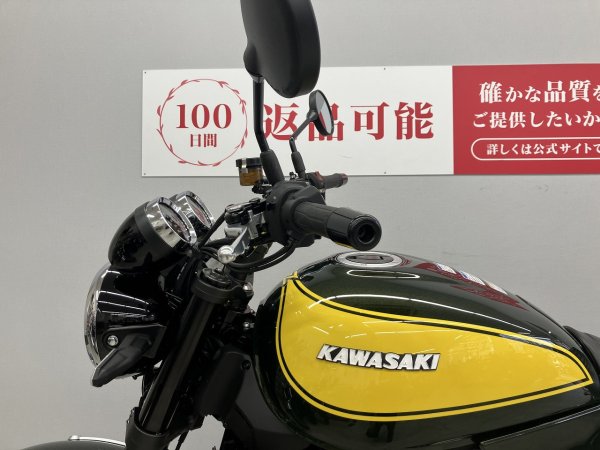 100
日間
返品可能
確かな品質を
ご提供したいから
詳しくは公式サイトで
KAWASAKI